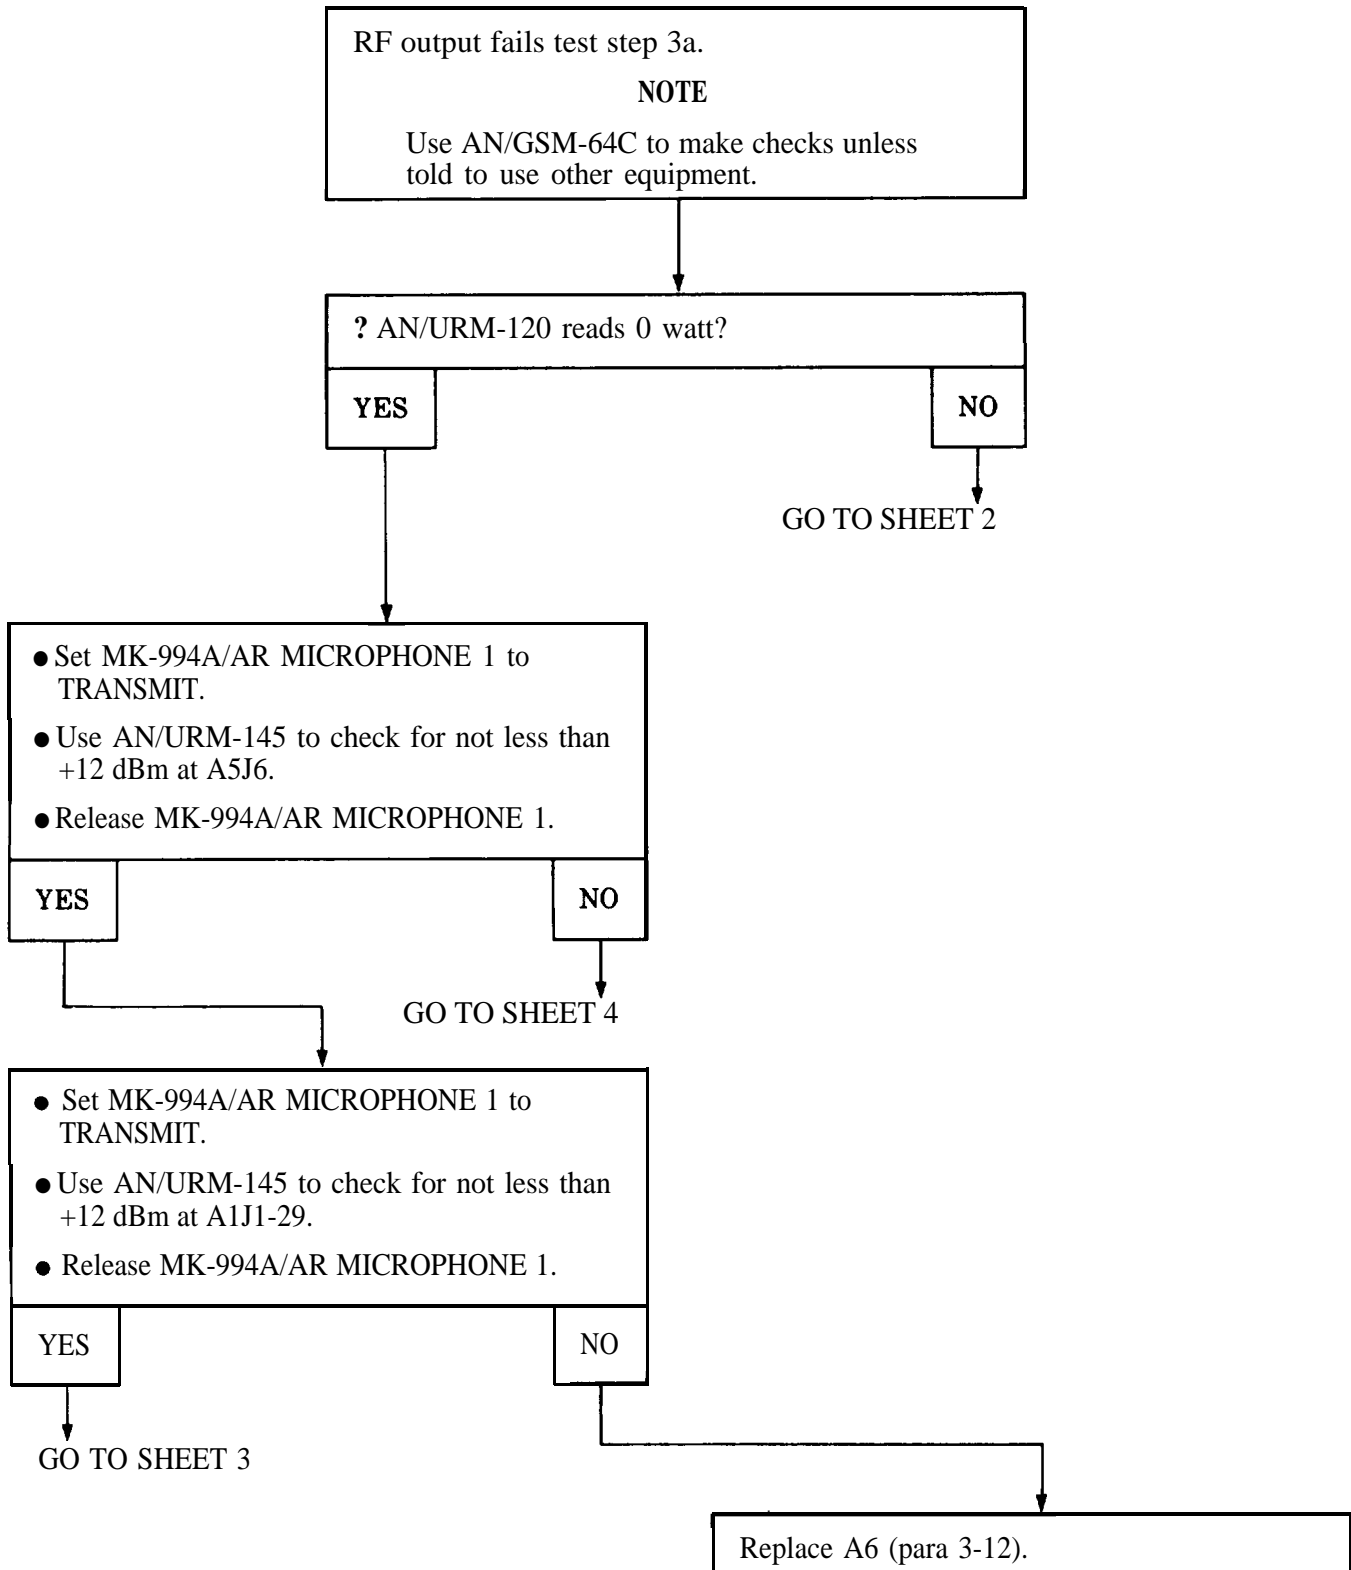 RF output fails test step 3a.
NOTE
Use AN/GSM-64C to make checks unless
told to use other equipment.
? AN/URM-120 reads 0 watt?
YES
NO
GO TO SHEET 2
● Set MK-994A/AR MICROPHONE 1 to
TRANSMIT.
● Use AN/URM-145 to check for not less than
+12 dBm at A5J6.
● Release MK-994A/AR MICROPHONE 1.
YES
NO
GO TO SHEET 4
● Set MK-994A/AR MICROPHONE 1 to
TRANSMIT.
● Use AN/URM-145 to check for not less than
+12 dBm at A1J1-29.
● Release MK-994A/AR MICROPHONE 1.
YES
NO
GO TO SHEET 3
Replace A6 (para 3-12).